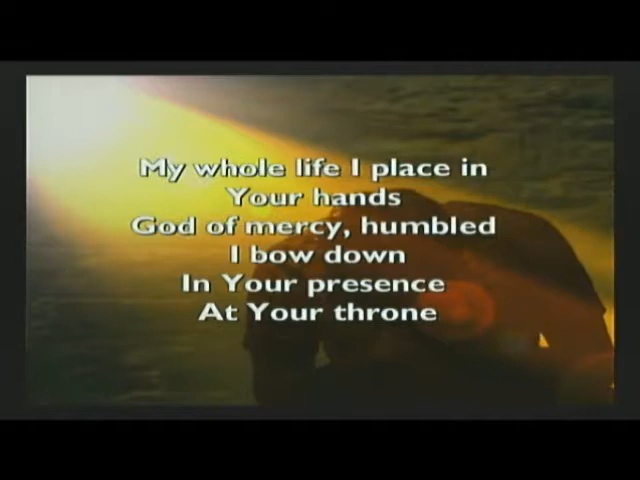 My whole life I place in
Your hands
God of mercy, humbled
I bow down
In Your presence
At Your throne